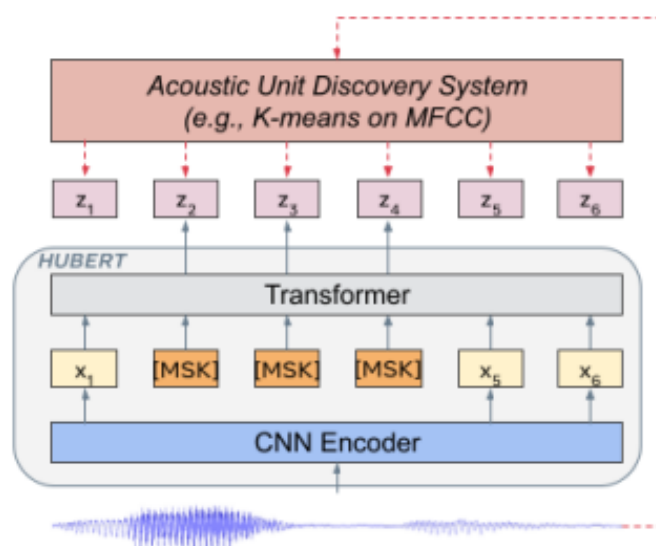 Acoustic Unit Discovery System
(e.g., K-means on MFCC)
z₁ z₂ z₃ z₄ z₅ z₆
HUBERT
Transformer
x₁ [MSK] [MSK] [MSK] x₅ x₆
CNN Encoder